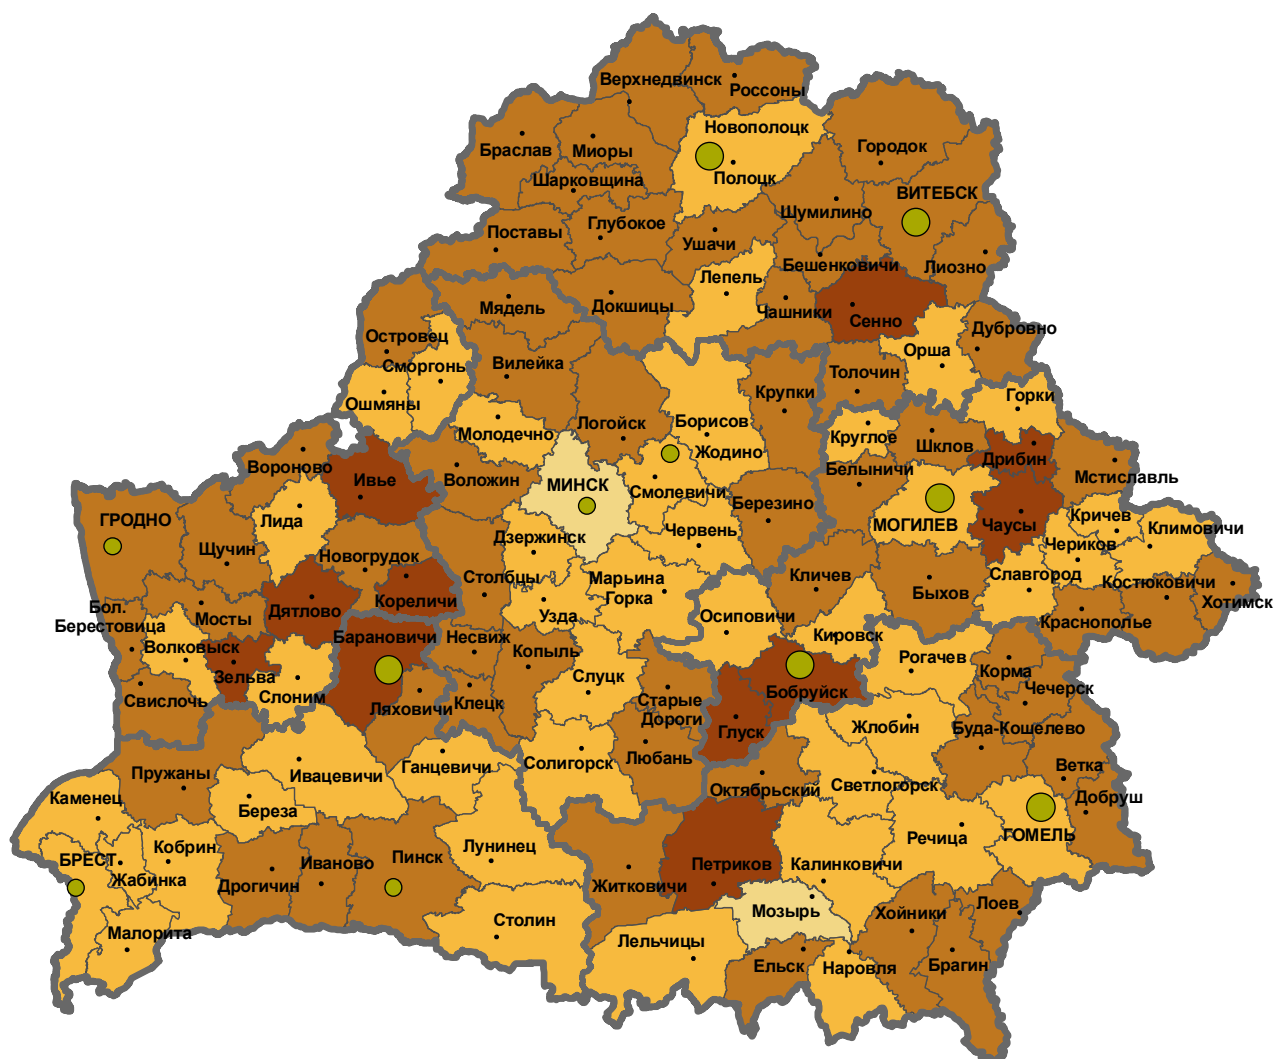 Верхнедвинск
Россоны
Новополоцк
Браслав
Миоры
Городок
Шарковщина
Полоцк
ВИТЕБСК
Шумилино
Глубокое
Поставы
Ушачи
Бешенковичи
Лиозно
Лепель
Мядель
Докшицы
Чашники
Сенно
Островец
Дубровно
Орша
Вилейка
Сморгонь
Толочин
Крупки
Горки
Ошмяны
Борисов
Логойск
Молодечно
Круглое
Шклов
Жодино
Дрибин
Вороново
Белыничи
Мстиславль
Ивье
Воложин
МИНСК
Смолевичи
Березино
ГРОДНО
Лида
Кричев
Климовичи
МОГИЛЕВ
Чаусы
Червень
Дзержинск
Щучин
Новогрудок
Чериков
Столбцы
Марьина
Горка
Кличев
Славгород
Костюковичи
Кореличи
Быхов
Хотимск
Бол.
Берестовица
Дятлово
Мосты
Узда
Осиповичи
Краснополье
Барановичи
Несвиж
Кировск
Волковыск
Копыль
Рогачев
Корма
Зельва
Слуцк
Чечерск
Слоним
Бобруйск
Свислочь
Ляховичи
Клецк
Старые
Дороги
Глуск
Жлобин
Буда-Кошелево
Любань
Солигорск
Ганцевичи
Ветка
Пружаны
Ивацевичи
Октябрьский
Светлогорск
Каменец
Добруш
Береза
ГОМЕЛЬ
Речица
Кобрин
Лунинец
БРЕСТ
Иваново
Пинск
Петриков
Калинковичи
Жабинка
Дрогичин
Житковичи
Лоев
Мозырь
Хойники
Столин
Малорита
Лельчицы
Ельск
Наровля
Брагин